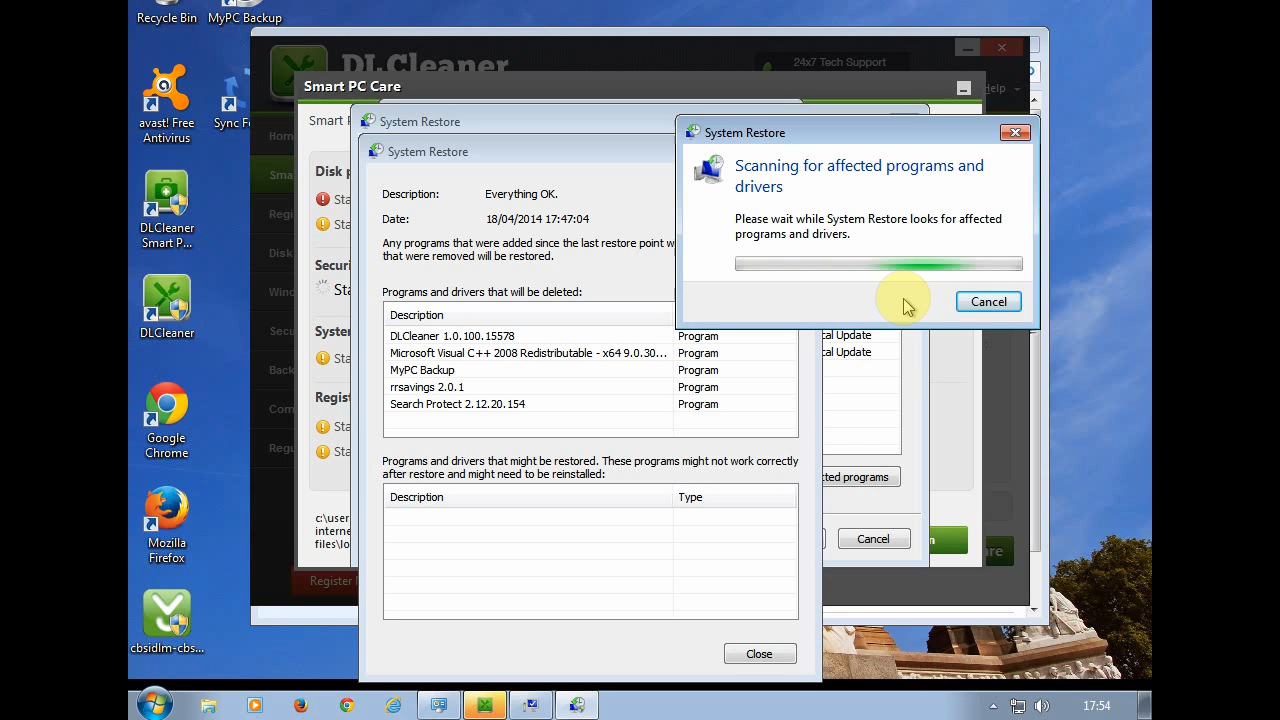 Recycle Bin
MyPC Backup
avast! Free
Antivirus
Sync Fo
DLCleaner
Smart P...
DLCleaner
Google
Chrome
Mozilla
Firefox
cbsidlm-cbs...
DLCleaner
24x7 Tech Support
Help
Smart PC Care
Hom
Sma
Regi
Disk
Secu
Back
Com
Regu
Register
Smart P
Disk p
Sta
Sta
Securi
Sta
System
Sta
Regist
Sta
Sta
c:\user
interne
files\lo
System Restore
cal Update
cal Update
cted programs
Cancel
n
are
System Restore
Description: Everything OK.
Date: 18/04/2014 17:47:04
Any programs that were added since the last restore point w
that were removed will be restored.
Programs and drivers that will be deleted:
Description
DLCleaner 1.0.100.15578 Program
Microsoft Visual C++ 2008 Redistributable - x64 9.0.30... Program
MyPC Backup Program
rrsavings 2.0.1 Program
Search Protect 2.12.20.154 Program
Programs and drivers that might be restored. These programs might not work correctly
after restore and might need to be reinstalled:
Description Type
Close
System Restore
Scanning for affected programs and
drivers
Please wait while System Restore looks for affected
programs and drivers.
Cancel
17:54